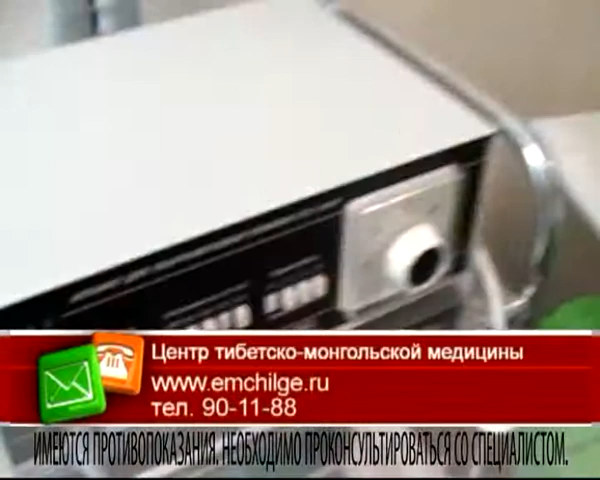 Центр тибетско-монгольской медицины
www.emchilge.ru
тел. 90-11-88
ИМЕЮТСЯ ПРОТИВОПОКАЗАНИЯ. НЕОБХОДИМО ПРОКОНСУЛЬТИРОВАТЬСЯ СО СПЕЦИАЛИСТОМ.